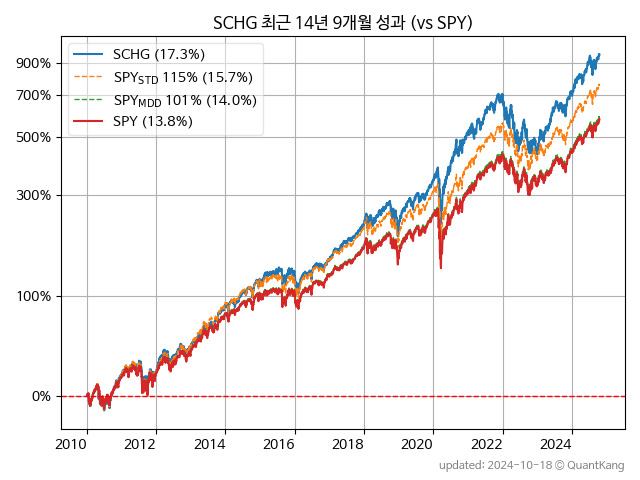 SCHG 최근 14년 9개월 성과 (vs SPY)
SCHG (17.3%)
SPY_STD 115% (15.7%)
SPY_MDD 101% (14.0%)
SPY (13.8%)
900%
700%
500%
300%
100%
0%
2010 2012 2014 2016 2018 2020 2022 2024
updated: 2024-10-18 © QuantKang